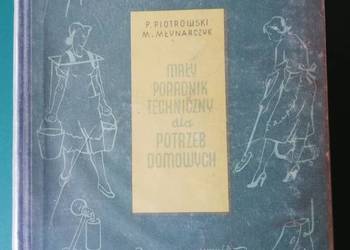 P. PIOTROWSKI
M. MŁYNARCZYK
MAŁY
PORADNIK
TECHNICZNY
dla
POTRZEB
DOMOWYCH